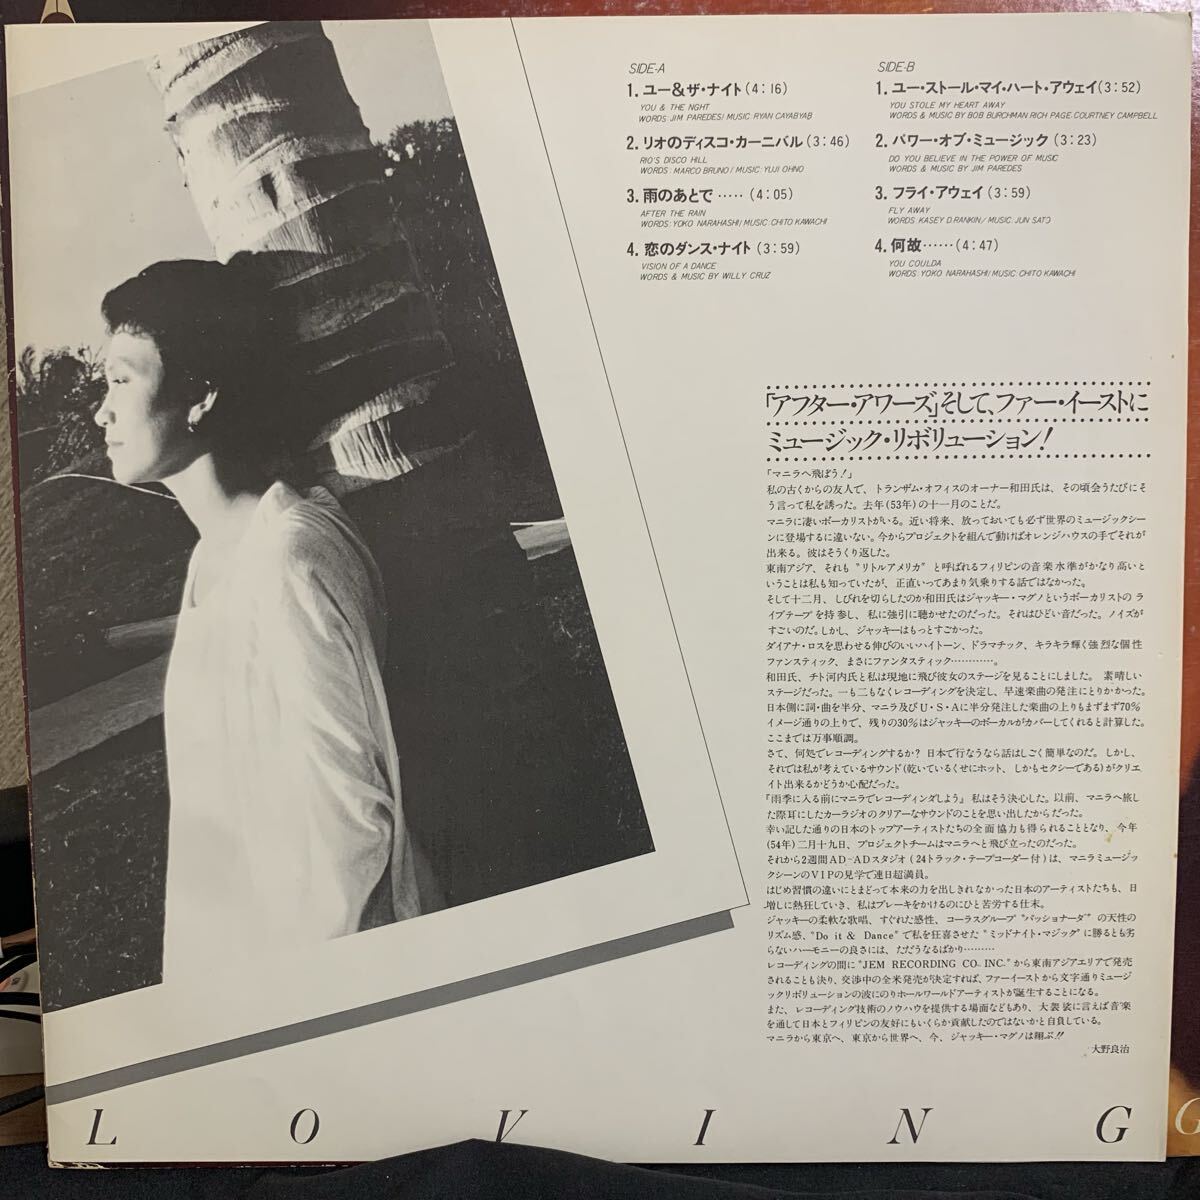 SIDE-A
1. ユー&ザ・ナイト(4:16)
YOU & THE NGHT
WORDS: JIM PAREDES/ MUSIC: RYAN CAYABYAB
2. リオのディスコ・カーニバル(3:46)
RIO'S DISCO HILL
WORDS: MARCO BRUNO/ MUSIC: YUJI OHNO
3. 雨のあとで ‥‥‥ (4:05)
AFTER THE RAIN
WORDS: YOKO NARAHASHI/ MUSIC: CHITO KAWACHI
4. 恋のダンス・ナイト(3:59)
VISION OF A DANCE
WORDS & MUSIC BY WILLY CRUZ
SIDE-B
1. ユー・ストール・マイ・ハート・アウェイ(3:52)
YOU STOLE MY HEART AWAY
WORDS & MUSIC BY BOB BURCHMAN RICH PAGE, COURTNEY CAMPBELL
2. パワー・オブ・ミュージック(3:23)
DO YOU BELIEVE IN THE POWER OF MUSIC
WORDS & MUSIC BY JIM PAREDES
3. フライ・アウェイ(3:59)
FLY AWAY
WORDS: KASEY D.RANKIN/ MUSIC: JUN SATO
4. 何故‥‥‥(4:47)
YOU COULDA
WORDS: YOKO NARAHASHI/ MUSIC: CHITO KAWACHI
「アフター・アワーズ」そして、ファー・イーストに
ミュージック・リボリューション!
「マニラへ飛ぼう!」
私の古くからの友人で、トランザム・オフィスのオーナー和田氏は、その頃会うたびにそ
う言って私を誘った。去年(53年)の十一月のことだ。
マニラに凄いボーカリストがいる。近い将来、放っておいても必ず世界のミュージックシー
ンに登場するに違いない。今からプロジェクトを組んで動けばオレンジハウスの手でそれが
出来る。彼はそうくり返した。
東南アジア、それも"リトルアメリカ"と呼ばれるフィリピンの音楽水準がかなり高いと
いうことは私も知っていたが、正直いってあまり気乗りする話ではなかった。
そして十二月、しびれを切らしたのか和田氏はジャッキー・マグノというボーカリストのラ
イブテープを持参し、私に強引に聴かせたのだった。それはひどい音だった。ノイズが
すごいのだ。しかし、ジャッキーはもっとすごかった。
ダイアナ・ロスを思わせる伸びのいいハイトーン、ドラマチック、キラキラ輝く強烈な個性
ファンスティック、まさにファンタスティック…………。
和田氏、チト河内氏と私は現地に飛び彼女のステージを見ることにしました。素晴しい
ステージだった。一も二もなくレコーディングを決定し、早速楽曲の発注にとりかかった。
日本側に詞・曲を半分、マニラ及びU・S・Aに半分発注した楽曲の上りもまずまず70%
イメージ通りの上りで、残りの30%はジャッキーのボーカルがカバーしてくれると計算した。
ここまでは万事順調。
さて、何処でレコーディングするか?日本で行なうなら話はしごく簡単なのだ。しかし、
それでは私が考えているサウンド(乾いているくせにホット、しかもセクシーである)がクリエ
イト出来るかどうか心配だった。
『雨季に入る前にマニラでレコーディングしよう』私はそう決心した。以前、マニラへ旅し
た際耳にしたカーラジオのクリアーなサウンドのことを思い出したからだった。
幸い記した通りの日本のトップアーティストたちの全面協力も得られることとなり、今年
(54年)二月十九日、プロジェクトチームはマニラへと飛び立ったのだった。
それから2週間AD-ADスタジオ(24トラック・テープコーダー付)は、マニラミュージ
ックシーンのVIPの見学で連日超満員。
はじめ習慣の違いにとまどって本来の力を出しきれなかった日本のアーティストたちも、日
増しに熱狂していき、私はブレーキをかけるのにひと苦労する仕末。
ジャッキーの柔軟な歌唱、すぐれた感性、コーラスグループ"パッショナーダ"の天性の
リズム感、"Do it & Dance"で私を狂喜させた"ミッドナイト・マジック"に勝るとも劣
らないハーモニーの良さには、ただうなるばかり………
レコーディングの間に"JEM RECORDING CO. INC."から東南アジアエリアで発売
されることも決り、交渉中の全米発売が決定すれば、ファーイーストから文字通りミュージ
ックリボリューションの波にのりホールワールドアーティストが誕生することになる。
また、レコーディング技術のノウハウを提供する場面などもあり、大袈裟に言えば音楽
を通して日本とフィリピンの友好にもいくらか貢献したのではないかと自負している。
マニラから東京へ、東京から世界へ、今、ジャッキー・マグノは翔ぶ!!
大野良治
LOVING
G